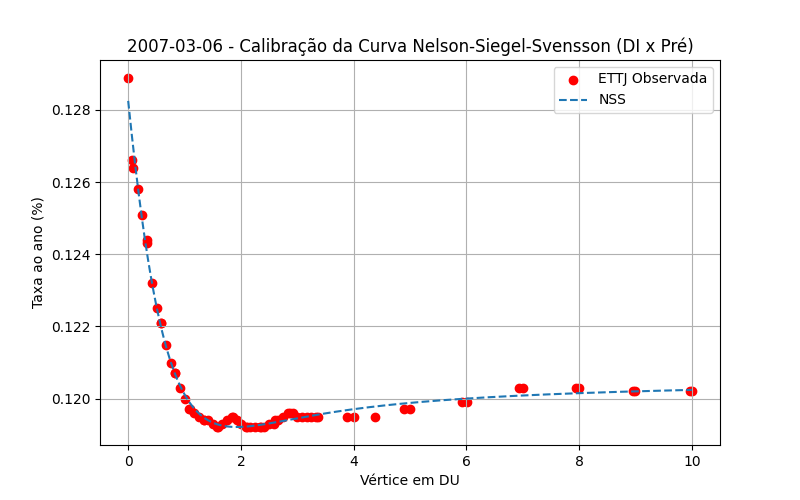 2007-03-06 - Calibração da Curva Nelson-Siegel-Svensson (DI x Pré)
ETTJ Observada
NSS
Taxa ao ano (%)
0.128
0.126
0.124
0.122
0.120
0
2
4
6
8
10
Vértice em DU